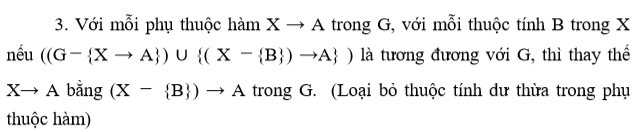 3. Với mỗi phụ thuộc hàm X → A trong G, với mỗi thuộc tính B trong X
nếu ((G − {X → A}) ∪ {( X − {B}) →A} ) là tương đương với G, thì thay thế
X→ A bằng (X − {B}) → A trong G. (Loại bỏ thuộc tính dư thừa trong phụ
thuộc hàm)